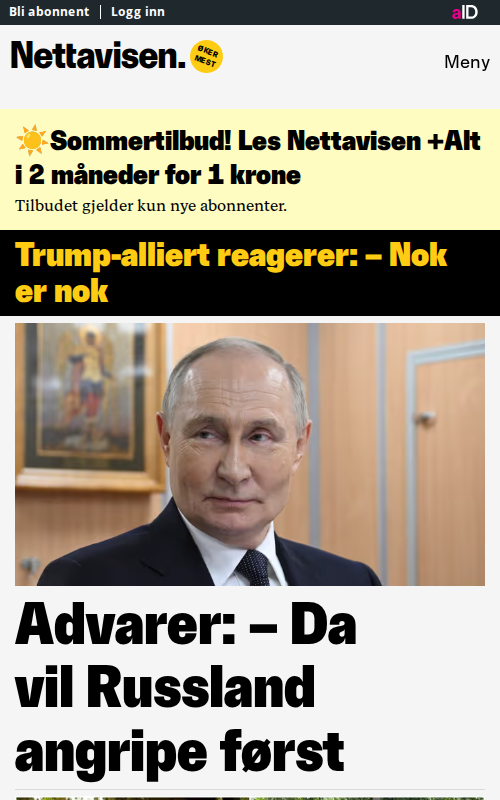 Bli abonnent | Logg inn
aID
Nettavisen.
ØKER
MEST
Meny
☀️Sommertilbud! Les Nettavisen +Alt
i 2 måneder for 1 krone
Tilbudet gjelder kun nye abonnenter.
Trump-alliert reagerer: – Nok
er nok
Advarer: – Da
vil Russland
angripe først